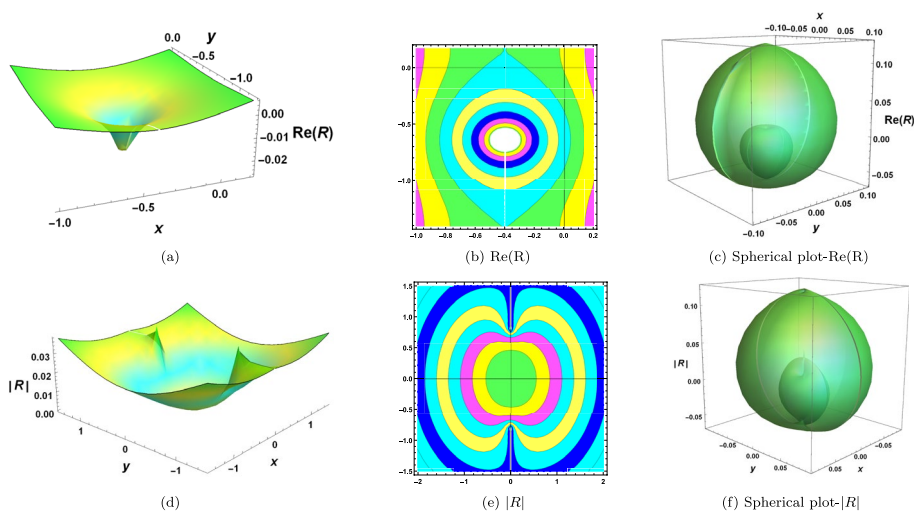 y
0.0
−0.5
−1.0
0.00
−0.01
−0.02
Re(R)
−1.0
−0.5
0.0
x
(a)
0.0
−0.5
−1.0
−1.0 −0.8 −0.6 −0.4 −0.2 0.0 0.2
(b) Re(R)
x
−0.10 −0.05 0.00 0.05 0.10
0.10
0.05
Re(R)
0.00
−0.05
0.10
0.05
0.00
−0.05
−0.10
y
(c) Spherical plot-Re(R)
0.03
0.02
|R|
0.01
0.00
1
0
−1
y
−1
0
1
x
(d)
1.5
1.0
0.5
0.0
−0.5
−1.0
−1.5
−2 −1 0 1 2
(e) |R|
0.10
0.05
|R|
0.00
−0.05
0.05
0.00
−0.05
y
−0.05
0.00
0.05
x
(f) Spherical plot-|R|